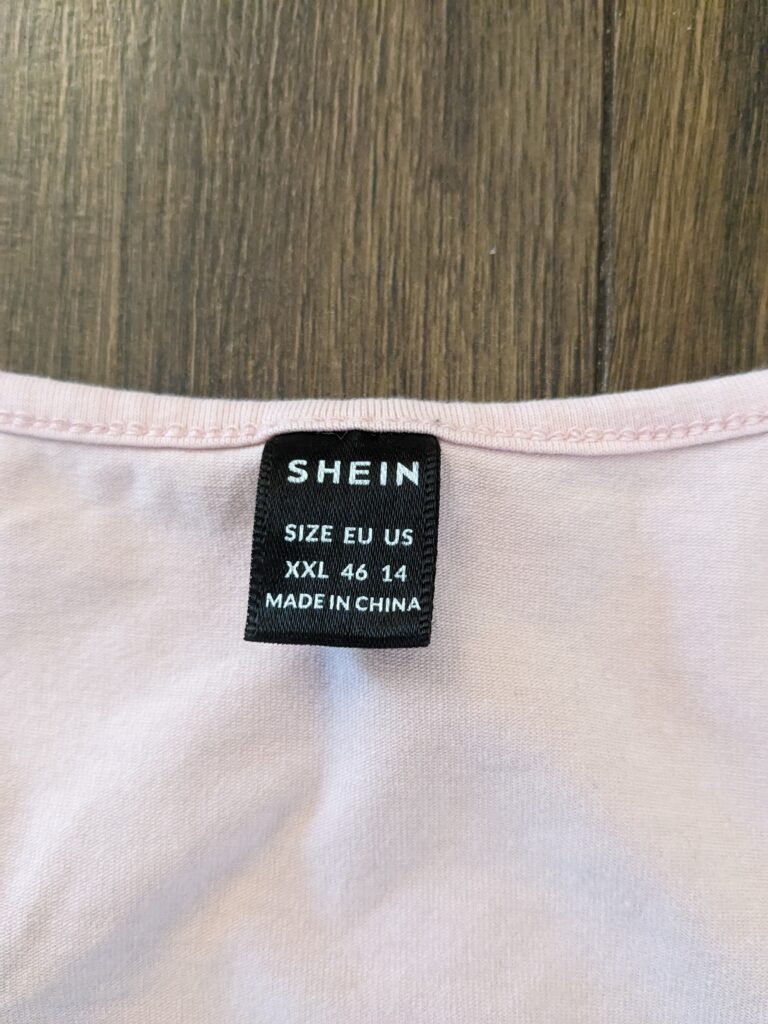 SHEIN
SIZE EU US
XXL 46 14
MADE IN CHINA